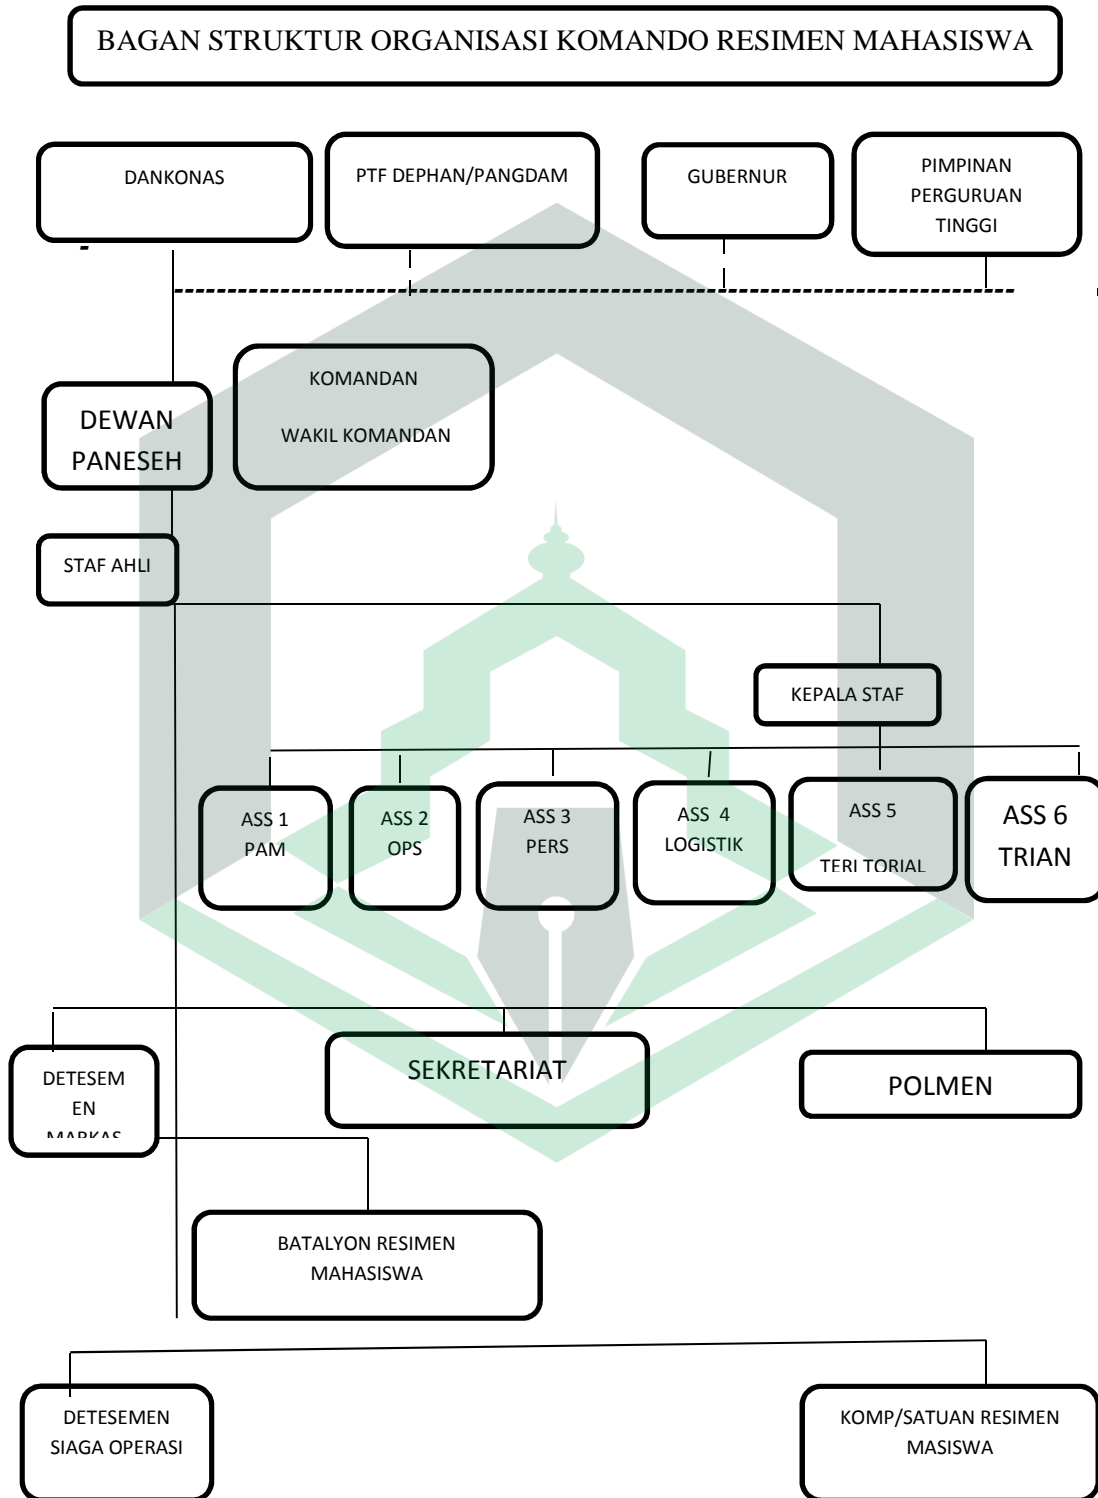 BAGAN STRUKTUR ORGANISASI KOMANDO RESIMEN MAHASISWA
DANKONAS
PTF DEPHAN/PANGDAM
GUBERNUR
PIMPINAN
PERGURUAN
TINGGI
DEWAN
PANESEH
KOMANDAN
WAKIL KOMANDAN
STAF AHLI
KEPALA STAF
ASS 1
PAM
ASS 2
OPS
ASS 3
PERS
ASS 4
LOGISTIK
ASS 5
TERI TORIAL
ASS 6
TRIAN
DETESEM
EN
MARKAS
SEKRETARIAT
POLMEN
BATALYON RESIMEN
MAHASISWA
DETESEMEN
SIAGA OPERASI
KOMP/SATUAN RESIMEN
MASISWA